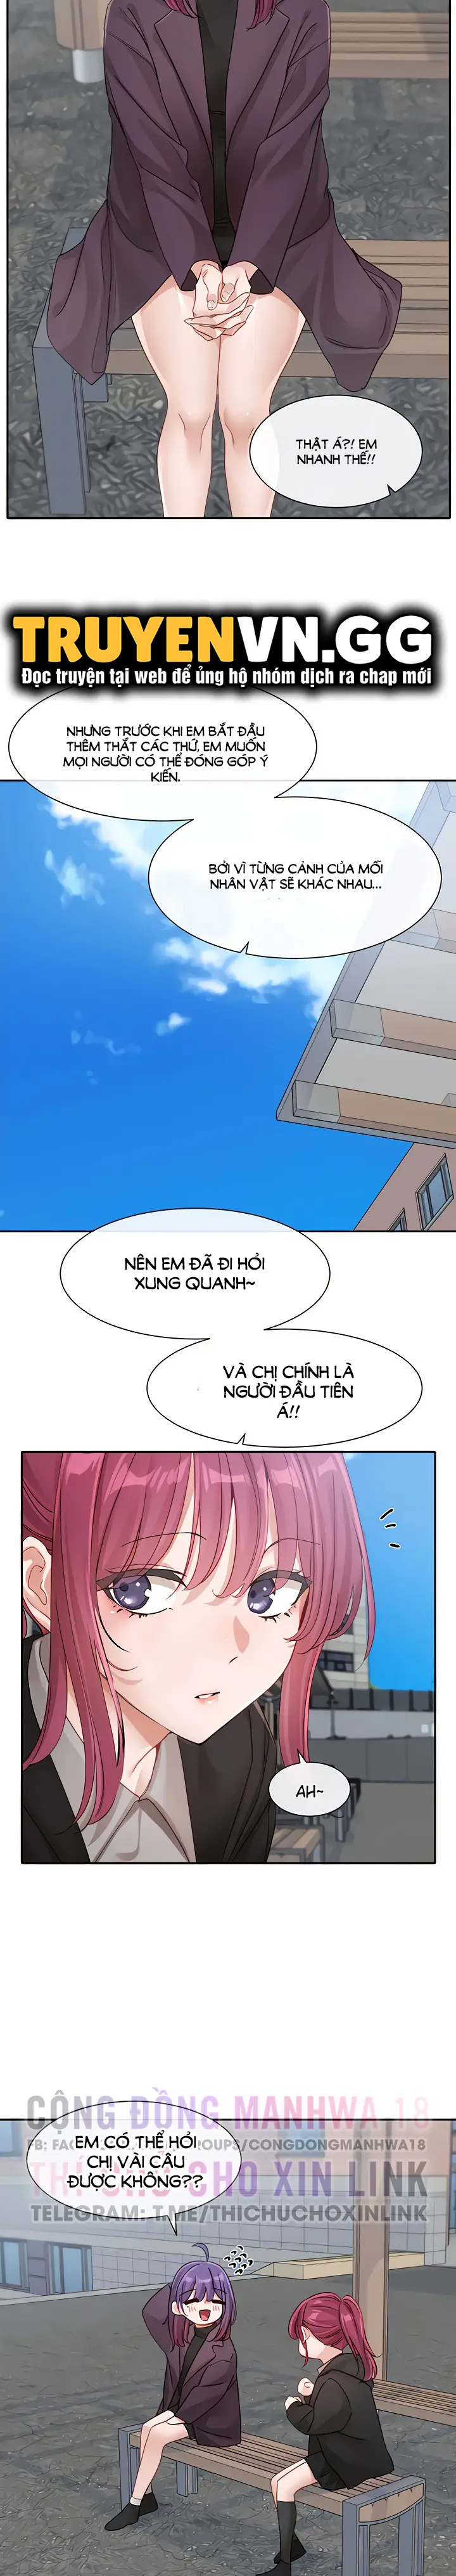 THẬT Á?! EM
NHANH THẾ!!
TRUYENVN.GG
Đọc truyện tại web để ủng hộ nhóm dịch ra chap mới
NHƯNG TRƯỚC KHI EM BẮT ĐẦU
THÊM THẮT CÁC THỨ, EM MUỐN
MỌI NGƯỜI CÓ THỂ ĐÓNG GÓP Ý
KIẾN.
BỞI VÌ TỪNG CẢNH CỦA MỖI
NHÂN VẬT SẼ KHÁC NHAU...
NÊN EM ĐÃ ĐI HỎI
XUNG QUANH~
VÀ CHỊ CHÍNH LÀ
NGƯỜI ĐẦU TIÊN
Á!!
AH~
CỘNG ĐỒNG MANHWA 18
EM CÓ THỂ HỎI
CHỊ VÀI CÂU
ĐƯỢC KHÔNG??
CHO XIN LINK
TELEGRAM: T.ME/THICHUCHOXINLINK